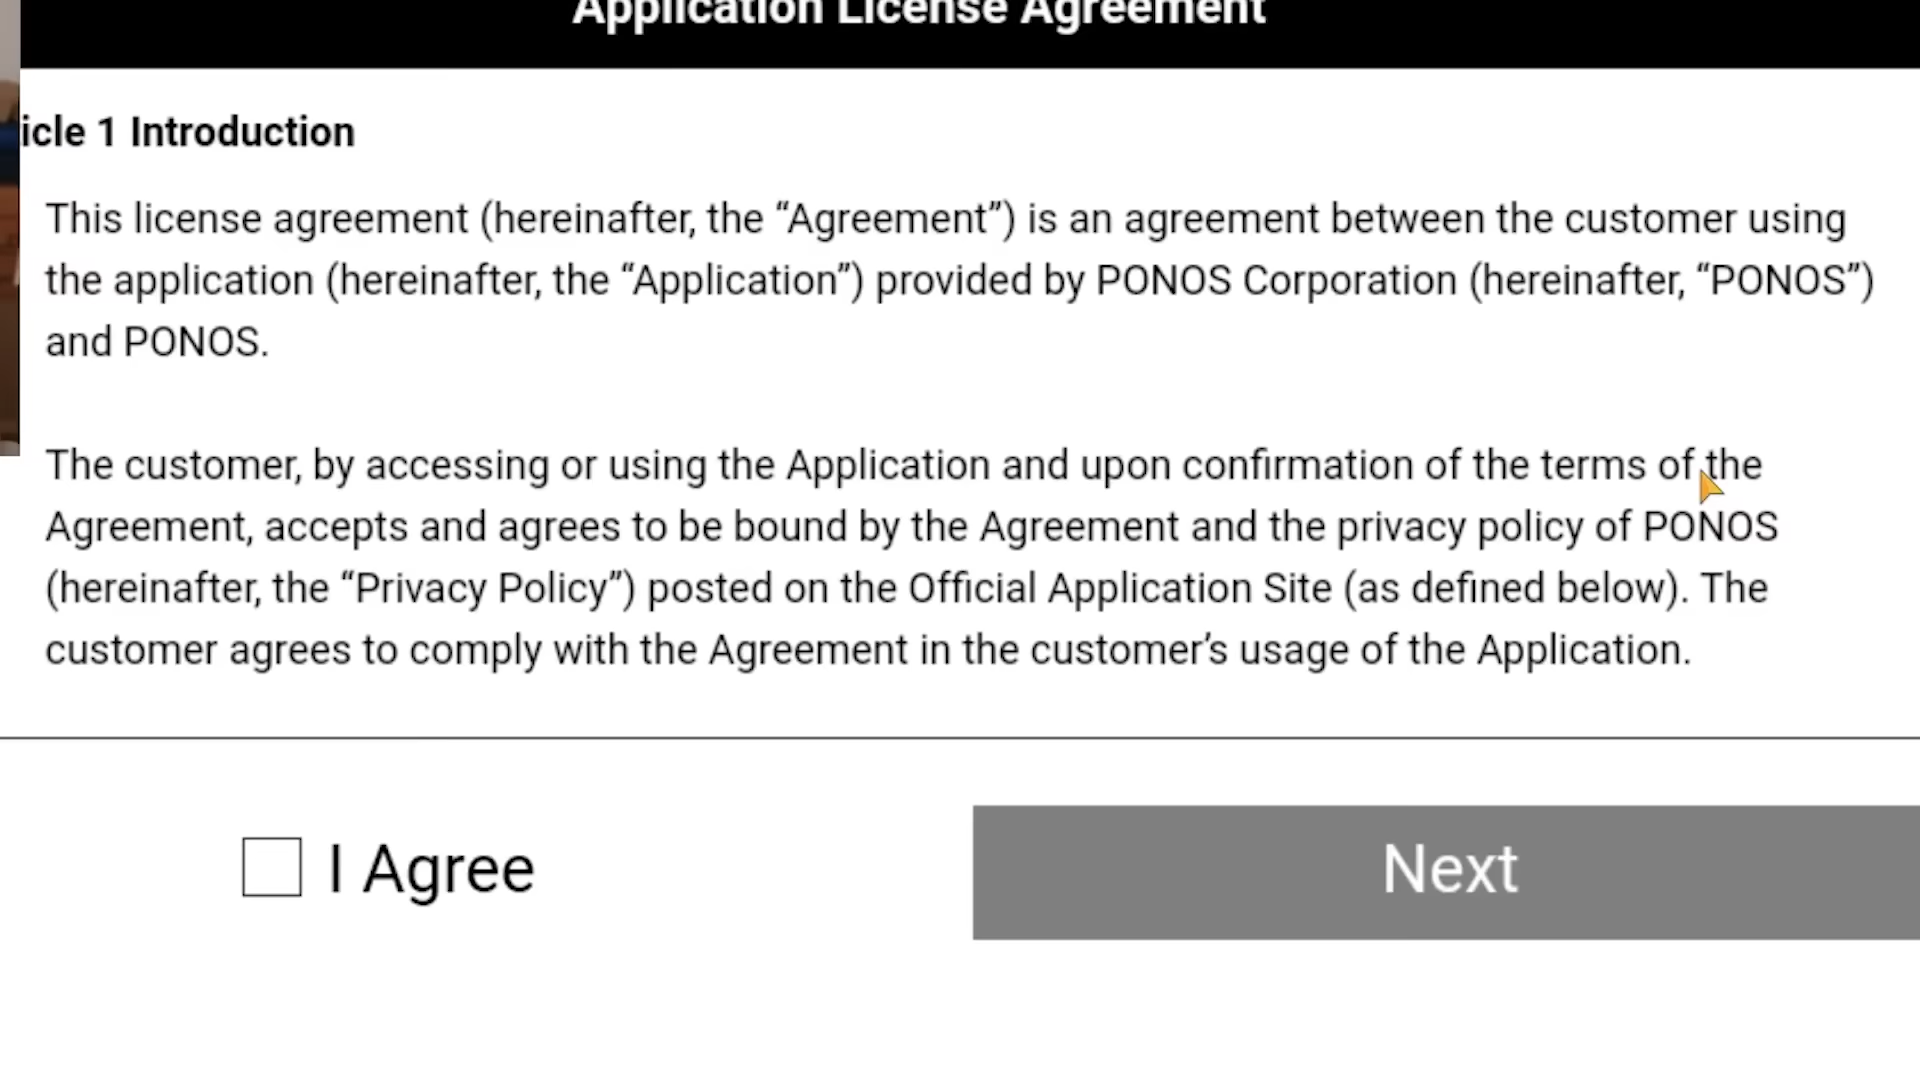 Application License Agreement
icle 1 Introduction
This license agreement (hereinafter, the “Agreement”) is an agreement between the customer using
the application (hereinafter, the “Application”) provided by PONOS Corporation (hereinafter, “PONOS”)
and PONOS.
The customer, by accessing or using the Application and upon confirmation of the terms of the
Agreement, accepts and agrees to be bound by the Agreement and the privacy policy of PONOS
(hereinafter, the “Privacy Policy”) posted on the Official Application Site (as defined below). The
customer agrees to comply with the Agreement in the customer’s usage of the Application.
I Agree
Next